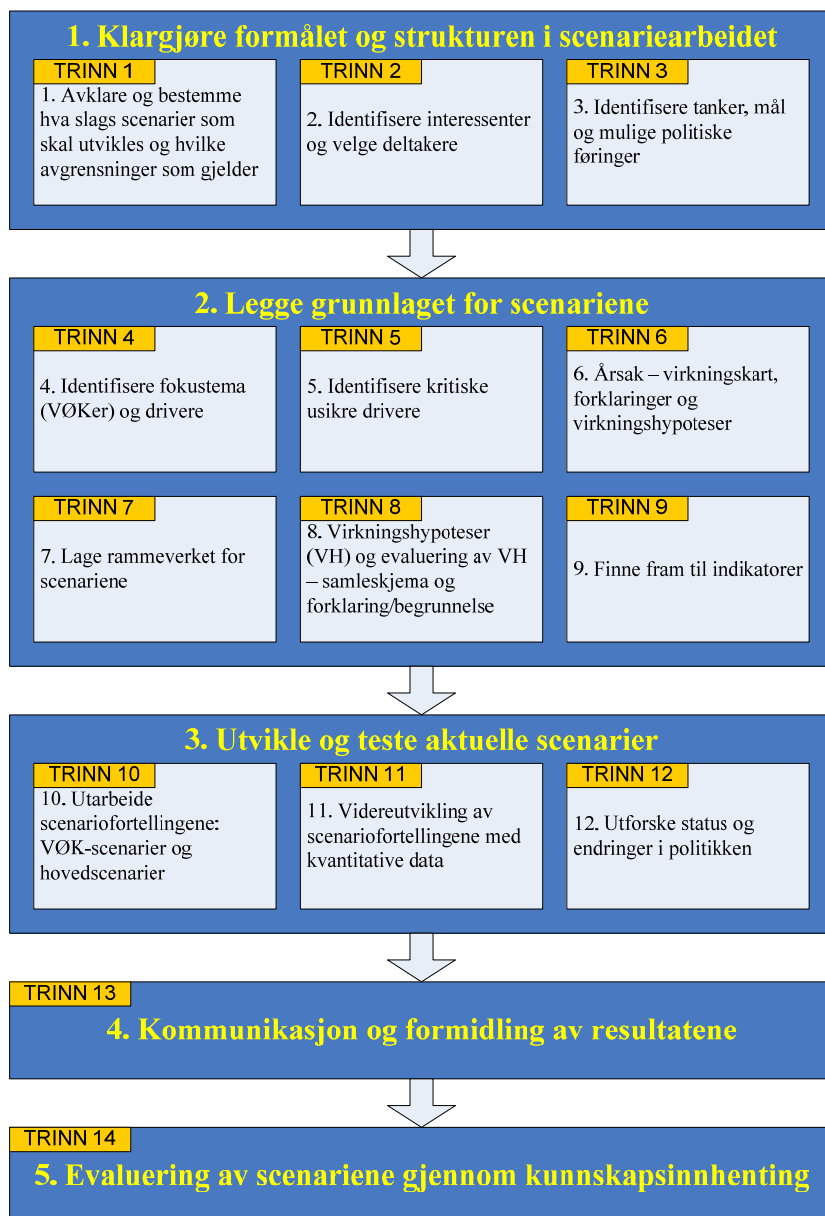 1. Klargjøre formålet og strukturen i scenariearbeidet
TRINN 1
1. Avklare og bestemme
hva slags scenarier som
skal utvikles og hvilke
avgrensninger som gjelder
TRINN 2
2. Identifisere interessenter
og velge deltakere
TRINN 3
3. Identifisere tanker, mål
og mulige politiske
føringer
2. Legge grunnlaget for scenariene
TRINN 4
4. Identifisere fokustema
(VØKer) og drivere
TRINN 5
5. Identifisere kritiske
usikre drivere
TRINN 6
6. Årsak – virkningskart,
forklaringer og
virkningshypoteser
TRINN 7
7. Lage rammeverket for
scenariene
TRINN 8
8. Virkningshypoteser
(VH) og evaluering av VH
– samleskjema og
forklaring/begrunnelse
TRINN 9
9. Finne fram til indikatorer
3. Utvikle og teste aktuelle scenarier
TRINN 10
10. Utarbeide
scenariofortellingene:
VØK-scenarier og
hovedscenarier
TRINN 11
11. Videreutvikling av
scenariofortellingene med
kvantitative data
TRINN 12
12. Utforske status og
endringer i politikken
TRINN 13
4. Kommunikasjon og formidling av resultatene
TRINN 14
5. Evaluering av scenariene gjennom kunnskapsinnhenting